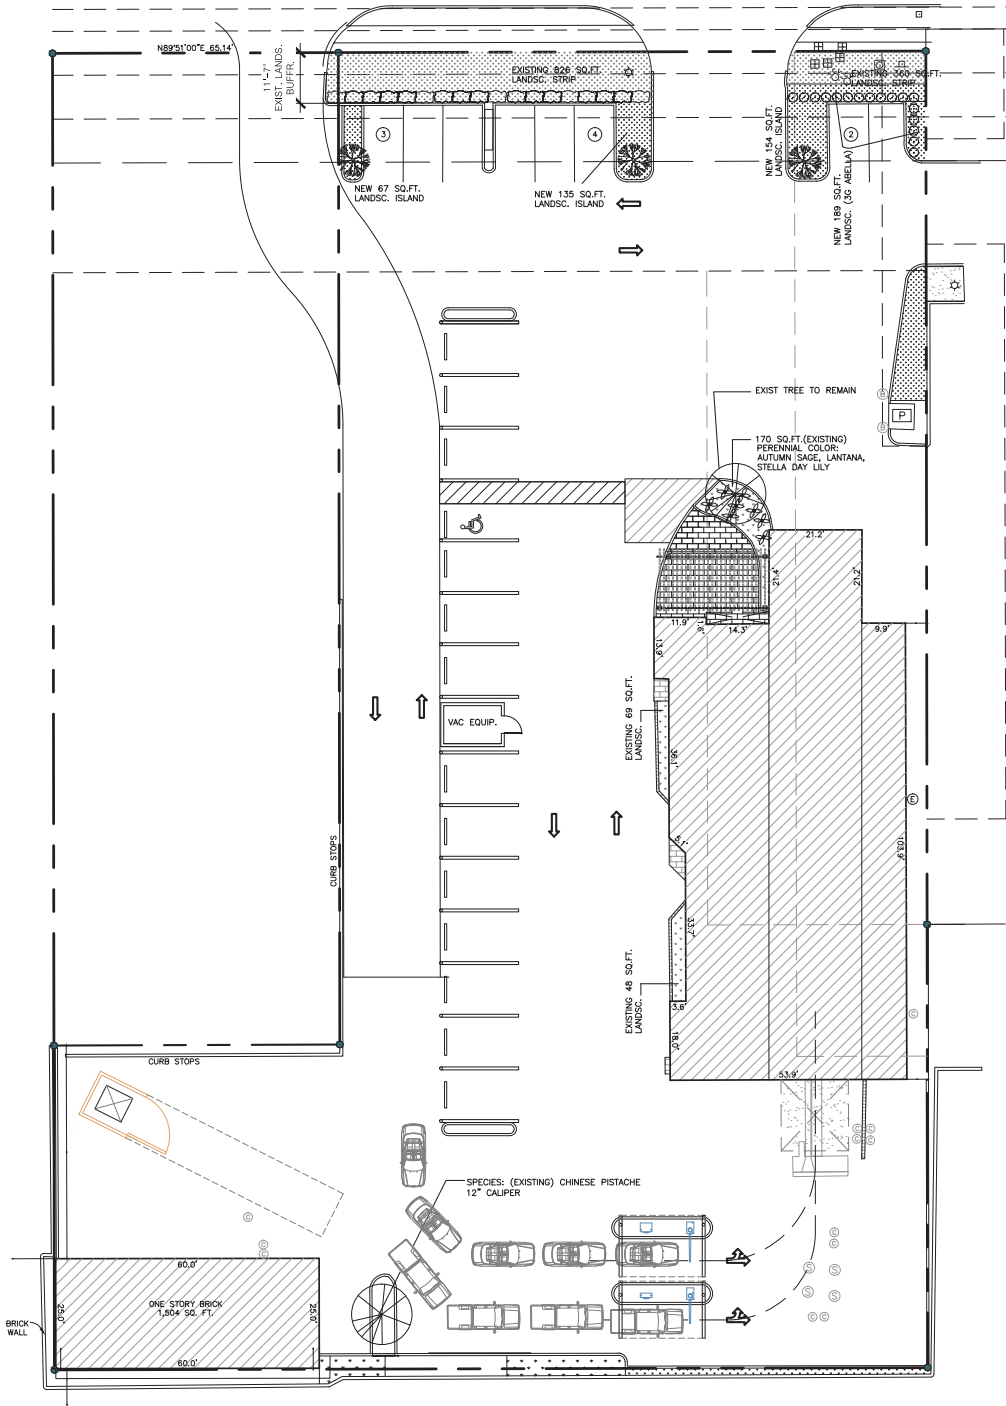 N89°51'00"E 65.14'
11'-7"
EXIST. LANDS.
BUFFR.
EXISTING 826 SQ.FT.
LANDSC. STRIP
EXISTING 360 SQ.FT.
LANDSC. STRIP
3
4
2
NEW 67 SQ.FT.
LANDSC. ISLAND
NEW 135 SQ.FT.
LANDSC. ISLAND
NEW 154 SQ.FT.
LANDSC. ISLAND
NEW 189 SQ.FT.
LANDSC. (3G ABELLA)
EXIST TREE TO REMAIN
B
P
B
170 SQ.FT.(EXISTING)
PERENNIAL COLOR:
AUTUMN SAGE, LANTANA,
STELLA DAY LILY
21.2'
21.4'
21.2'
11.9'
1.6'
14.3'
9.9'
13.9'
VAC EQUIP.
EXISTING 69 SQ.FT.
LANDSC.
36.1'
E
5.1'
103.9'
CURB STOPS
33.7'
EXISTING 48 SQ.FT.
LANDSC.
3.6'
18.0'
C
53.9'
CURB STOPS
C
C
C
C
SPECIES: (EXISTING) CHINESE PISTACHE
12" CALIPER
C
C
C
C
C
60.0'
S
S
25.0'
ONE STORY BRICK
1,504 SQ. FT.
25.0'
S
S
C
C
BRICK
WALL
60.0'